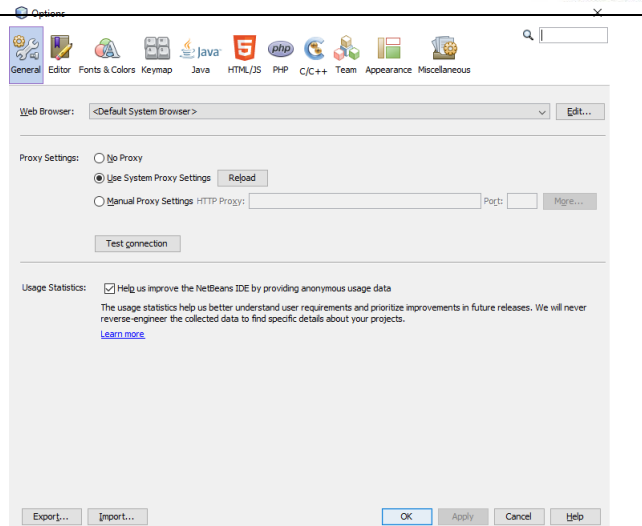 Options
General Editor Fonts & Colors Keymap Java HTML/JS PHP C/C++ Team Appearance Miscellaneous
Web Browser: <Default System Browser> Edit...
Proxy Settings: No Proxy
Use System Proxy Settings Reload
Manual Proxy Settings HTTP Proxy: Port: More...
Test connection
Usage Statistics: Help us improve the NetBeans IDE by providing anonymous usage data
The usage statistics help us better understand user requirements and prioritize improvements in future releases. We will never
reverse-engineer the collected data to find specific details about your projects.
Learn more
Export... Import... OK Apply Cancel Help